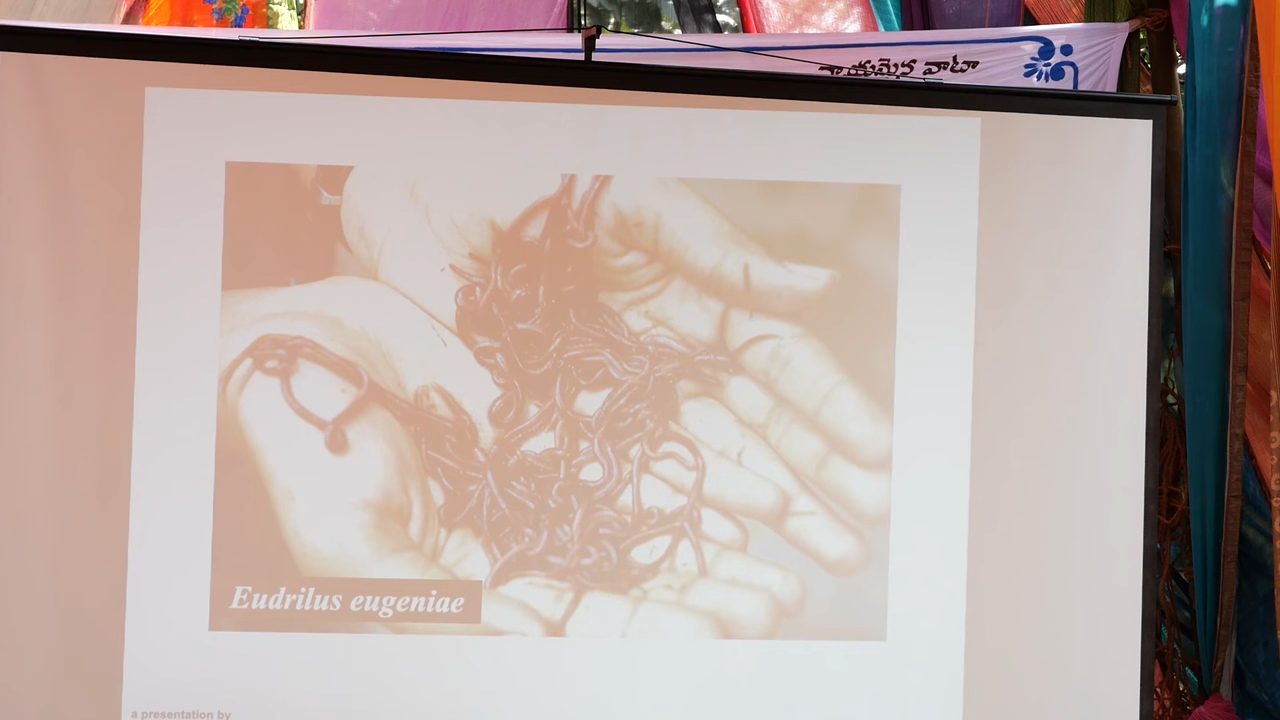 వాటా
Eudrilus eugeniae
a presentation by